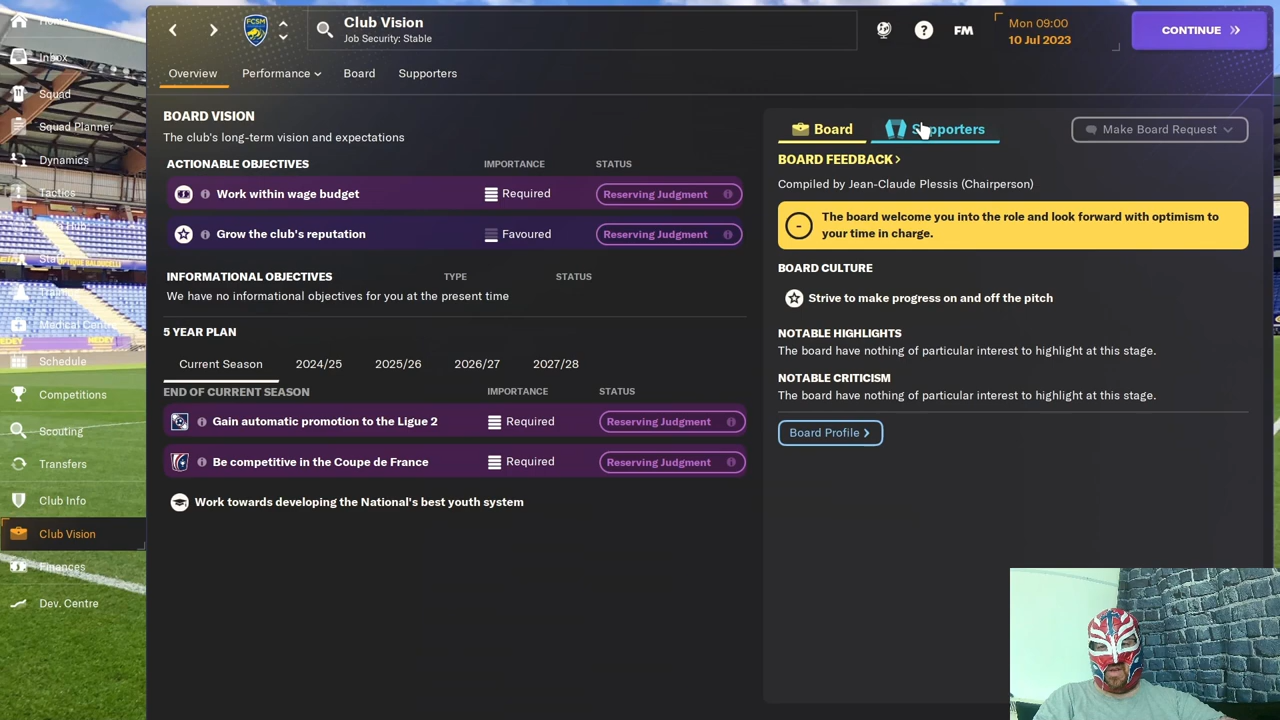 Home
Inbox
Squad
Squad Planner
Dynamics
Tactics
Medical Centre
Schedule
Competitions
Scouting
Transfers
Club Info
Club Vision
Finances
Dev. Centre
FCSM
Club Vision
Job Security: Stable
?
FM
Mon 09:00
10 Jul 2023
CONTINUE
Overview
Performance
Board
Supporters
BOARD VISION
The club's long-term vision and expectations
ACTIONABLE OBJECTIVES IMPORTANCE STATUS
Work within wage budget Required Reserving Judgment
Grow the club's reputation Favoured Reserving Judgment
INFORMATIONAL OBJECTIVES TYPE STATUS
We have no informational objectives for you at the present time
5 YEAR PLAN
Current Season 2024/25 2025/26 2026/27 2027/28
END OF CURRENT SEASON IMPORTANCE STATUS
Gain automatic promotion to the Ligue 2 Required Reserving Judgment
Be competitive in the Coupe de France Required Reserving Judgment
Work towards developing the National's best youth system
Board Supporters Make Board Request
BOARD FEEDBACK >
Compiled by Jean-Claude Plessis (Chairperson)
The board welcome you into the role and look forward with optimism to
your time in charge.
BOARD CULTURE
Strive to make progress on and off the pitch
NOTABLE HIGHLIGHTS
The board have nothing of particular interest to highlight at this stage.
NOTABLE CRITICISM
The board have nothing of particular interest to highlight at this stage.
Board Profile >